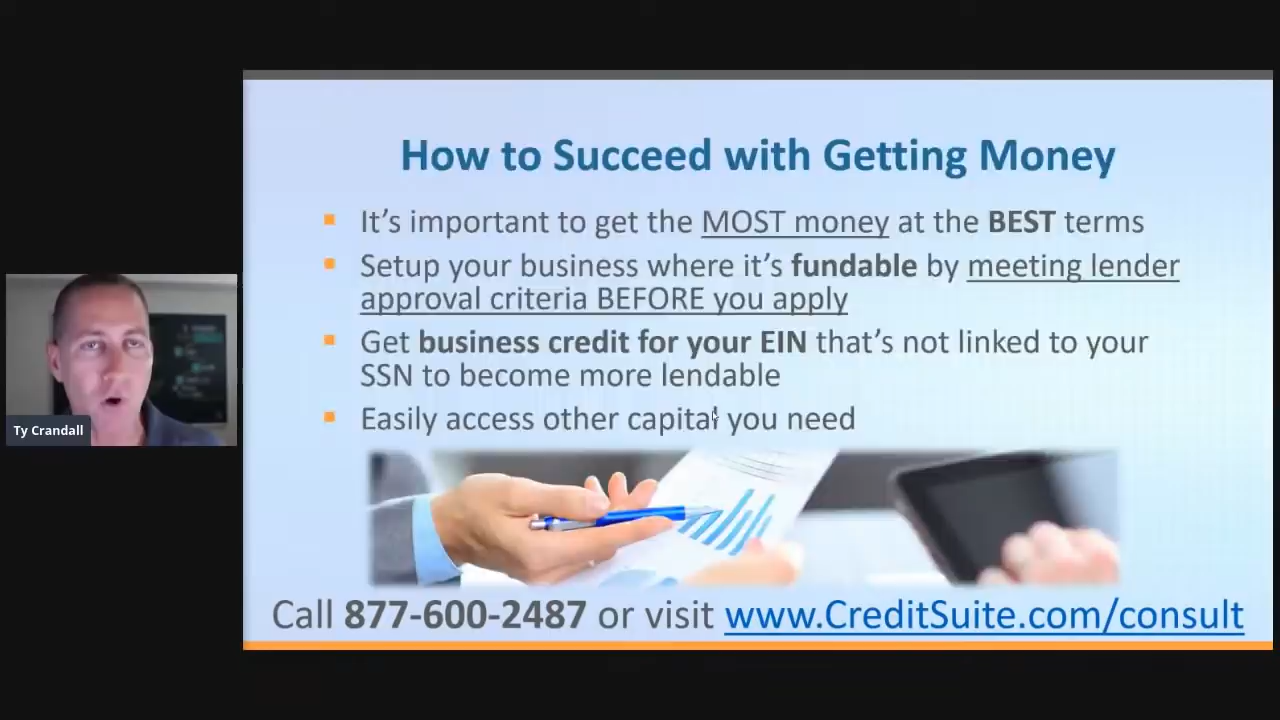 How to Succeed with Getting Money
It's important to get the MOST money at the BEST terms
Setup your business where it's fundable by meeting lender
approval criteria BEFORE you apply
Get business credit for your EIN that's not linked to your
SSN to become more lendable
Easily access other capital you need
Ty Crandall
Call 877-600-2487 or visit www.CreditSuite.com/consult